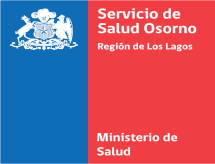 Servicio de
Salud Osorno
Región de Los Lagos
Ministerio de
Salud